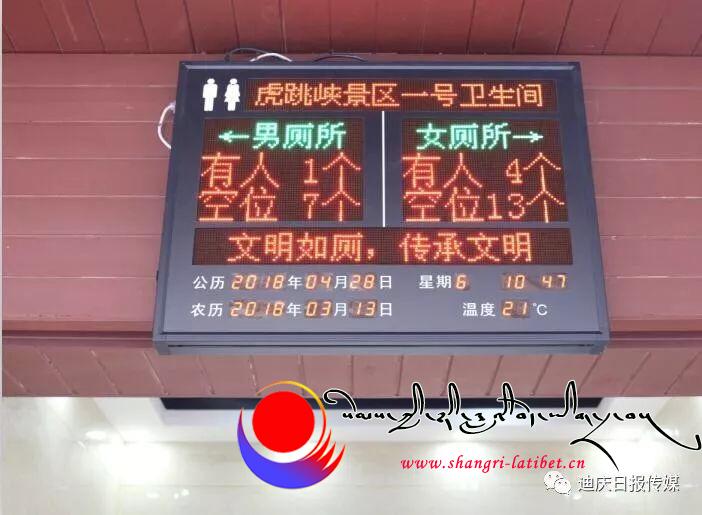 虎跳峡景区一号卫生间
←男厕所
有人 1个
空位 7个
女厕所→
有人 4个
空位13个
文明如厕，传承文明
公历 2018年04月28日 星期6 10 47
农历 2018年03月13日 温度 21℃
www.shangri-latibet.cn
迪庆日报传媒